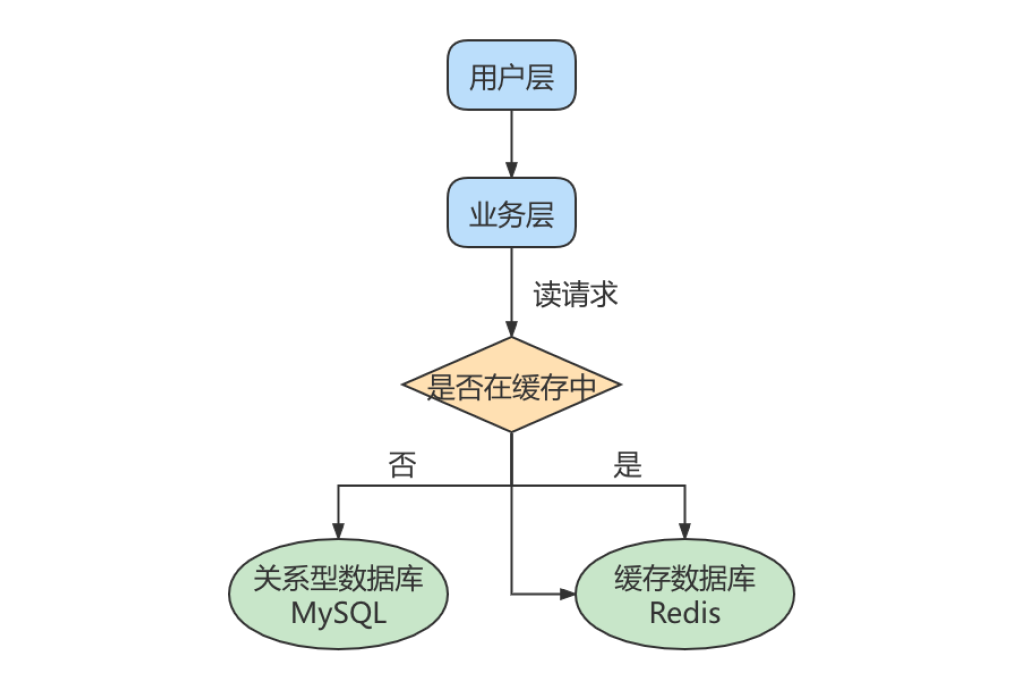 用户层
业务层
读请求
是否在缓存中
否
是
关系型数据库
MySQL
缓存数据库
Redis